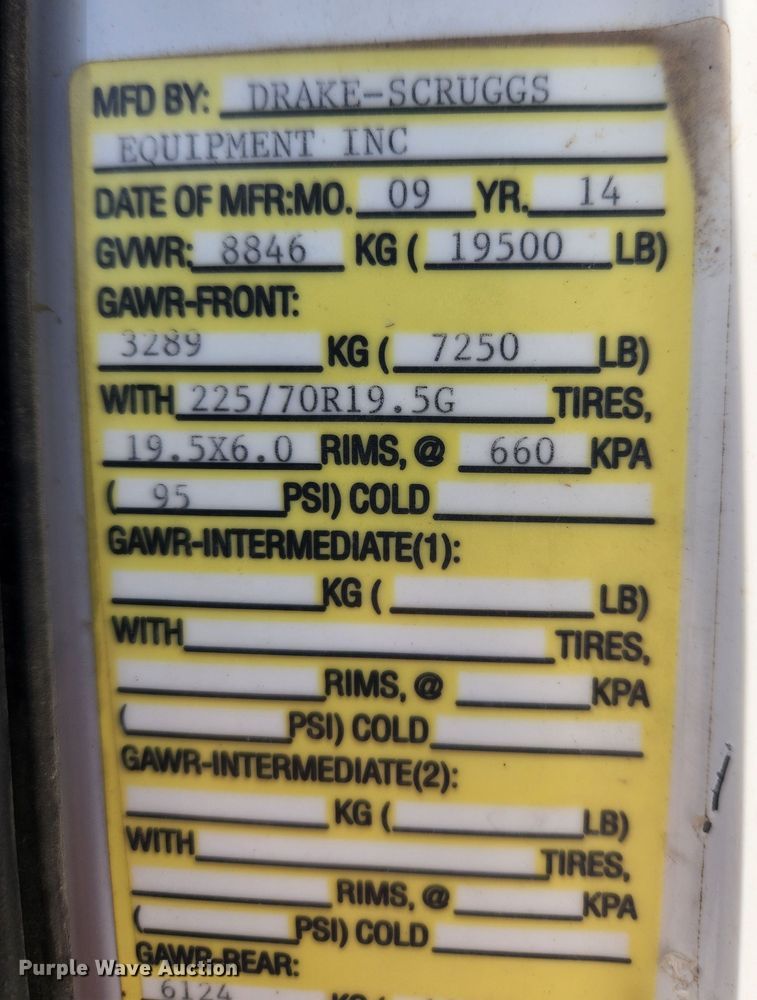 MFD BY: DRAKE-SCRUGGS
EQUIPMENT INC
DATE OF MFR:MO. 09 YR. 14
GVWR: 8846 KG ( 19500 LB)
GAWR-FRONT:
3289 KG ( 7250 LB)
WITH 225/70R19.5G TIRES,
19.5X6.0 RIMS, @ 660 KPA
( 95 PSI) COLD
GAWR-INTERMEDIATE(1):
KG ( LB)
WITH TIRES,
RIMS, @ KPA
( PSI) COLD
GAWR-INTERMEDIATE(2):
KG ( LB)
WITH TIRES,
RIMS, @ KPA
( PSI) COLD
GAWR-REAR:
6124 KG (
Purple Wave Auction